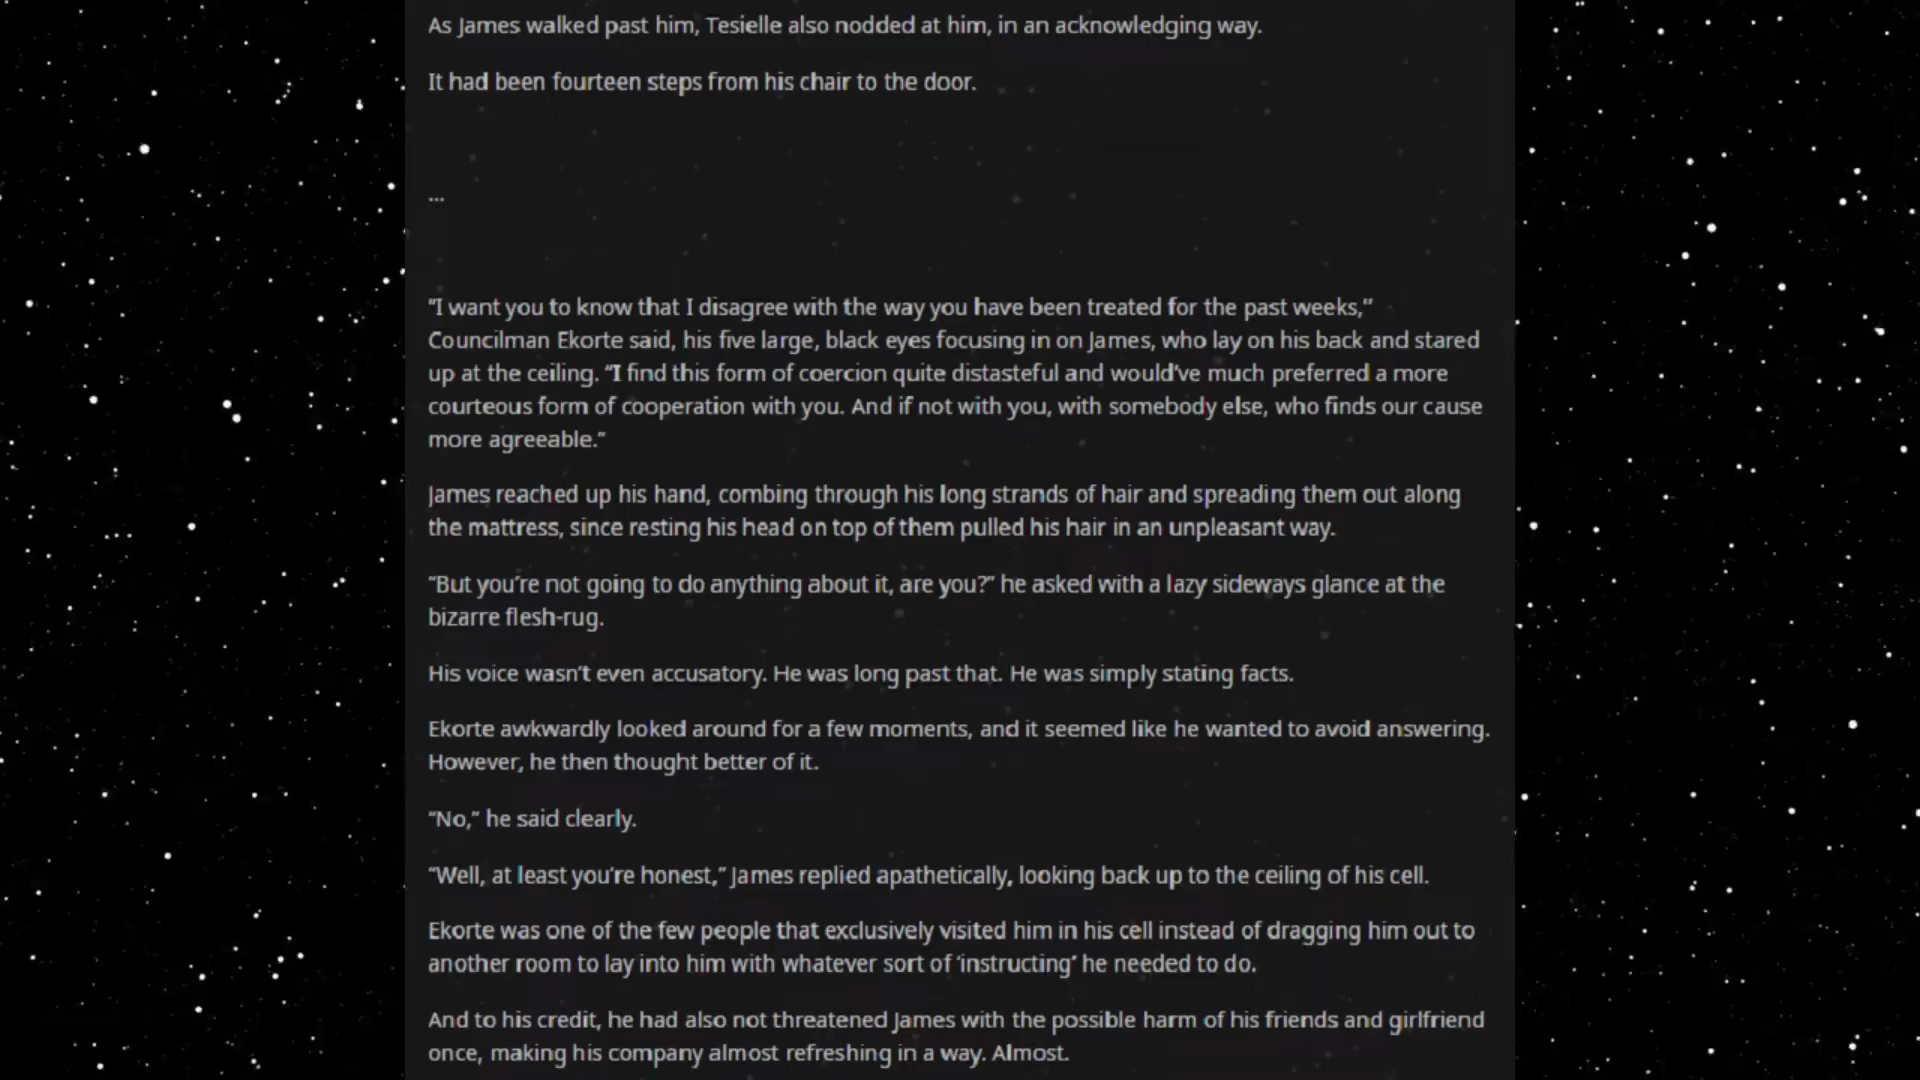 As James walked past him, Tesielle also nodded at him, in an acknowledging way.
It had been fourteen steps from his chair to the door.
...
“I want you to know that I disagree with the way you have been treated for the past weeks,”
Councilman Ekorte said, his five large, black eyes focusing in on James, who lay on his back and stared
up at the ceiling. “I find this form of coercion quite distasteful and would’ve much preferred a more
courteous form of cooperation with you. And if not with you, with somebody else, who finds our cause
more agreeable.”
James reached up his hand, combing through his long strands of hair and spreading them out along
the mattress, since resting his head on top of them pulled his hair in an unpleasant way.
“But you’re not going to do anything about it, are you?” he asked with a lazy sideways glance at the
bizarre flesh-rug.
His voice wasn’t even accusatory. He was long past that. He was simply stating facts.
Ekorte awkwardly looked around for a few moments, and it seemed like he wanted to avoid answering.
However, he then thought better of it.
“No,” he said clearly.
“Well, at least you’re honest,” James replied apathetically, looking back up to the ceiling of his cell.
Ekorte was one of the few people that exclusively visited him in his cell instead of dragging him out to
another room to lay into him with whatever sort of ‘instructing’ he needed to do.
And to his credit, he had also not threatened James with the possible harm of his friends and girlfriend
once, making his company almost refreshing in a way. Almost.